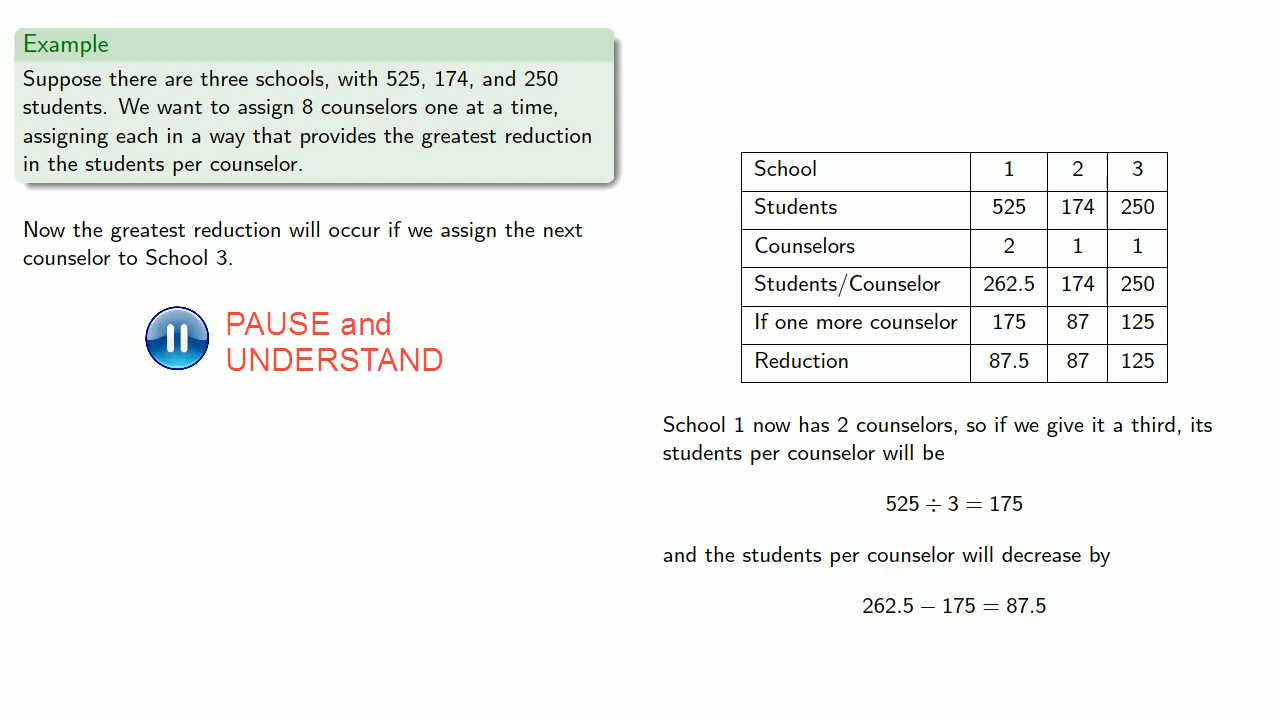 Example
Suppose there are three schools, with 525, 174, and 250
students. We want to assign 8 counselors one at a time,
assigning each in a way that provides the greatest reduction
in the students per counselor.
Now the greatest reduction will occur if we assign the next
counselor to School 3.
PAUSE and
UNDERSTAND
School 1 2 3
Students 525 174 250
Counselors 2 1 1
Students/Counselor 262.5 174 250
If one more counselor 175 87 125
Reduction 87.5 87 125
School 1 now has 2 counselors, so if we give it a third, its
students per counselor will be
525 ÷ 3 = 175
and the students per counselor will decrease by
262.5 − 175 = 87.5